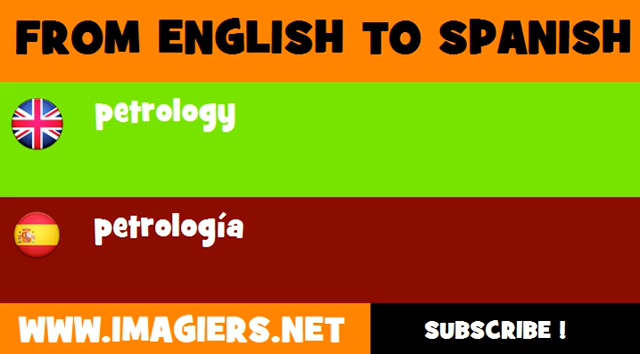 FROM ENGLISH TO SPANISH
petrology
petrología
WWW.IMAGIERS.NET
SUBSCRIBE !